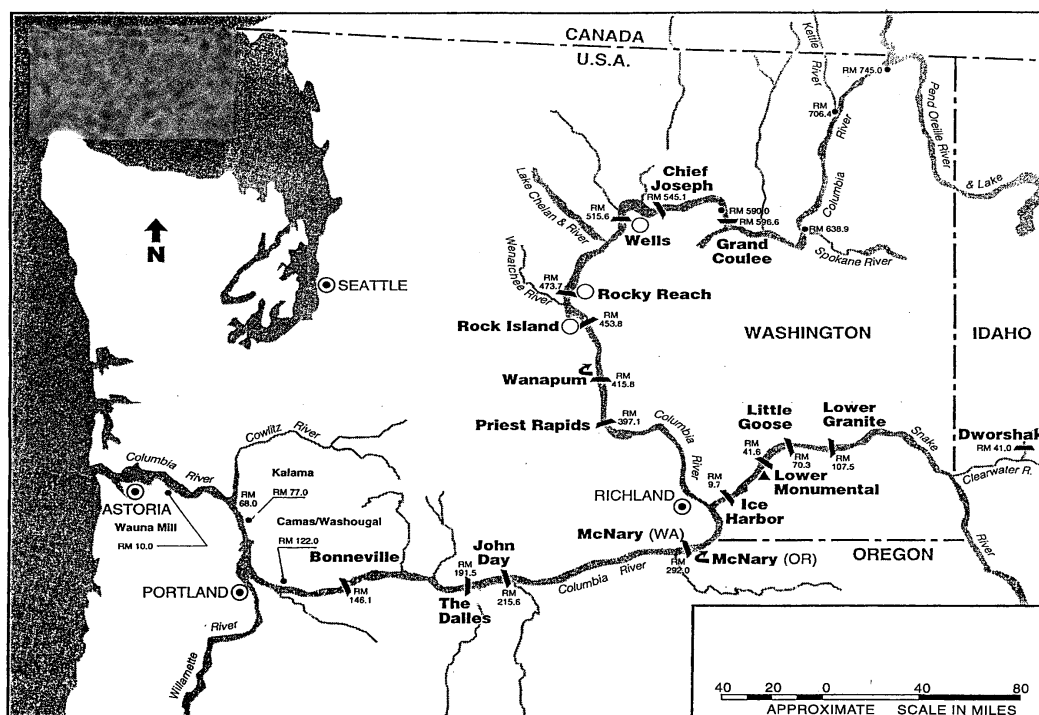 CANADA
U.S.A.
Kettle
River
RM 745.0
RM
706.4
Pend Oreille River
& Lake
Columbia
River
Chief
Joseph
RM 545.1
RM
515.6
Wells
Lake Chelan & River
RM 590.0
RM 596.6
RM 638.9
Grand
Coulee
Spokane River
N
SEATTLE
Wenatchee
River
RM
473.7
Rocky Reach
Rock Island
RM
453.8
WASHINGTON
IDAHO
Wanapum
RM
415.8
Priest Rapids
RM
397.1
Columbia
River
Little
Goose
Lower
Granite
Snake
River
Dworshak
RM 41.0
Clearwater R.
41.6
70.3
107.5
Lower
Monumental
9.7
Ice
Harbor
RICHLAND
Cowlitz River
Columbia River
Kalama
RM 77.0
RM
68.0
ASTORIA
Wauna Mill
RM 10.0
Camas/Washougal
RM 122.0
Bonneville
RM
146.1
PORTLAND
River
Willamette
John
Day
RM
191.5
The
Dalles
RM
215.6
Columbia River
McNary (WA)
RM
292.0
McNary (OR)
OREGON
40 20 0 40 80
APPROXIMATE SCALE IN MILES